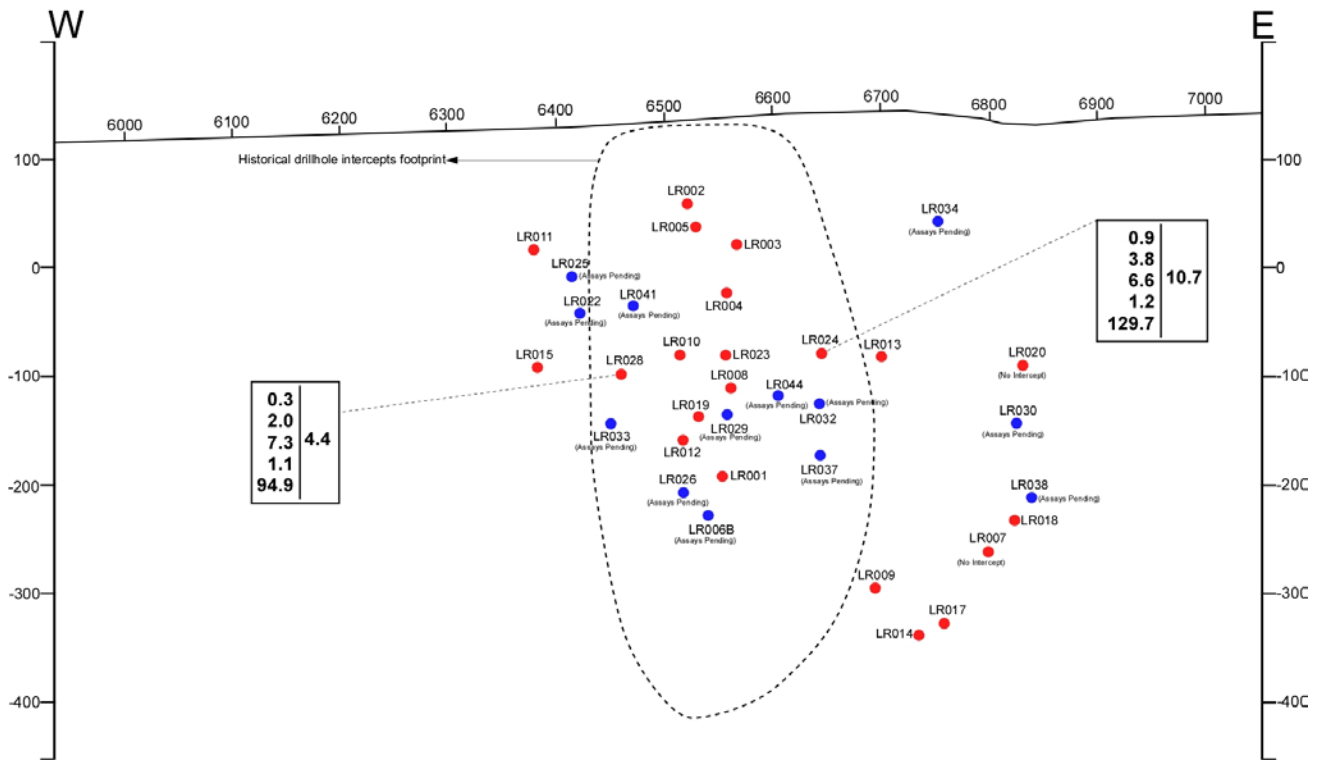 W
E
6000
6100
6200
6300
6400
6500
6600
6700
6800
6900
7000
100
100
Historical drillhole intercepts footprint
LR002
LR005
LR003
LR034
(Assays Pending)
0.9
3.8
6.6
1.2
129.7
10.7
LR011
0
0
LR025
(Assays Pending)
LR022
(Assays Pending)
LR041
(Assays Pending)
LR004
LR010
LR023
LR024
LR013
LR020
(No Intercept)
LR015
LR028
-100
-100
LR008
LR044
(Assays Pending)
(Assays Pending)
LR032
0.3
2.0
7.3
1.1
94.9
4.4
LR019
LR029
(Assays Pending)
LR030
(Assays Pending)
LR033
(Assays Pending)
LR012
LR001
LR037
(Assays Pending)
LR026
(Assays Pending)
-200
-200
LR038
(Assays Pending)
LR018
LR006B
(Assays Pending)
LR007
(No Intercept)
LR009
-300
-300
LR017
LR014
-400
-400